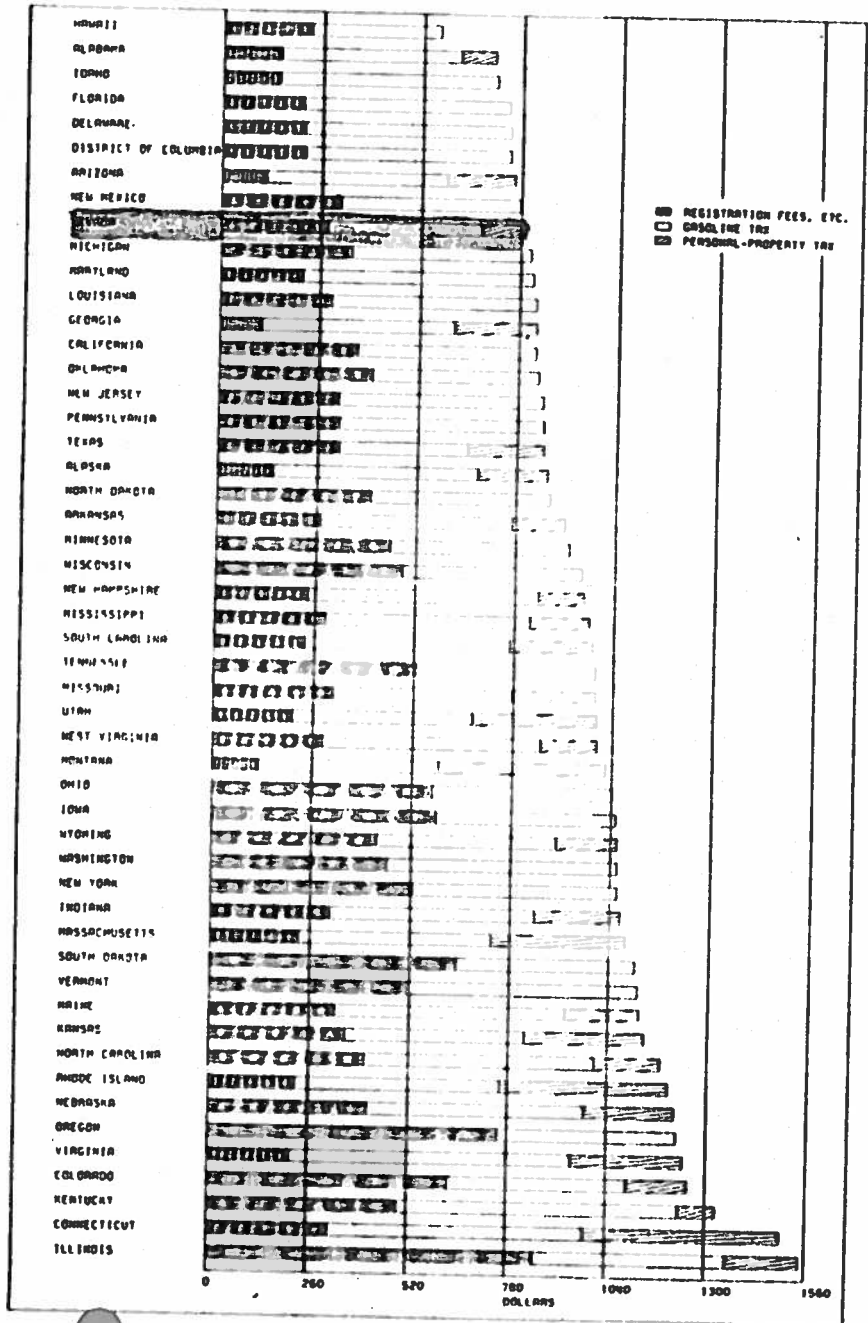 HAWAII
ALABAMA
IDAHO
FLORIDA
DELAWARE
DISTRICT OF COLUMBIA
ARIZONA
NEW MEXICO
MICHIGAN
MARYLAND
LOUISIANA
GEORGIA
CALIFORNIA
OKLAHOMA
NEW JERSEY
PENNSYLVANIA
TEXAS
ALASKA
NORTH DAKOTA
ARKANSAS
MINNESOTA
WISCONSIN
NEW HAMPSHIRE
MISSISSIPPI
SOUTH CAROLINA
TENNESSEE
MISSOURI
UTAH
WEST VIRGINIA
MONTANA
OHIO
IOWA
WYOMING
WASHINGTON
NEW YORK
INDIANA
MASSACHUSETTS
SOUTH DAKOTA
VERMONT
MAINE
KANSAS
NORTH CAROLINA
RHODE ISLAND
NEBRASKA
OREGON
VIRGINIA
COLORADO
KENTUCKY
CONNECTICUT
ILLINOIS
REGISTRATION FEES, ETC.
GASOLINE TAX
PERSONAL-PROPERTY TAX
0 260 520 780 1040 1300 1560
DOLLARS